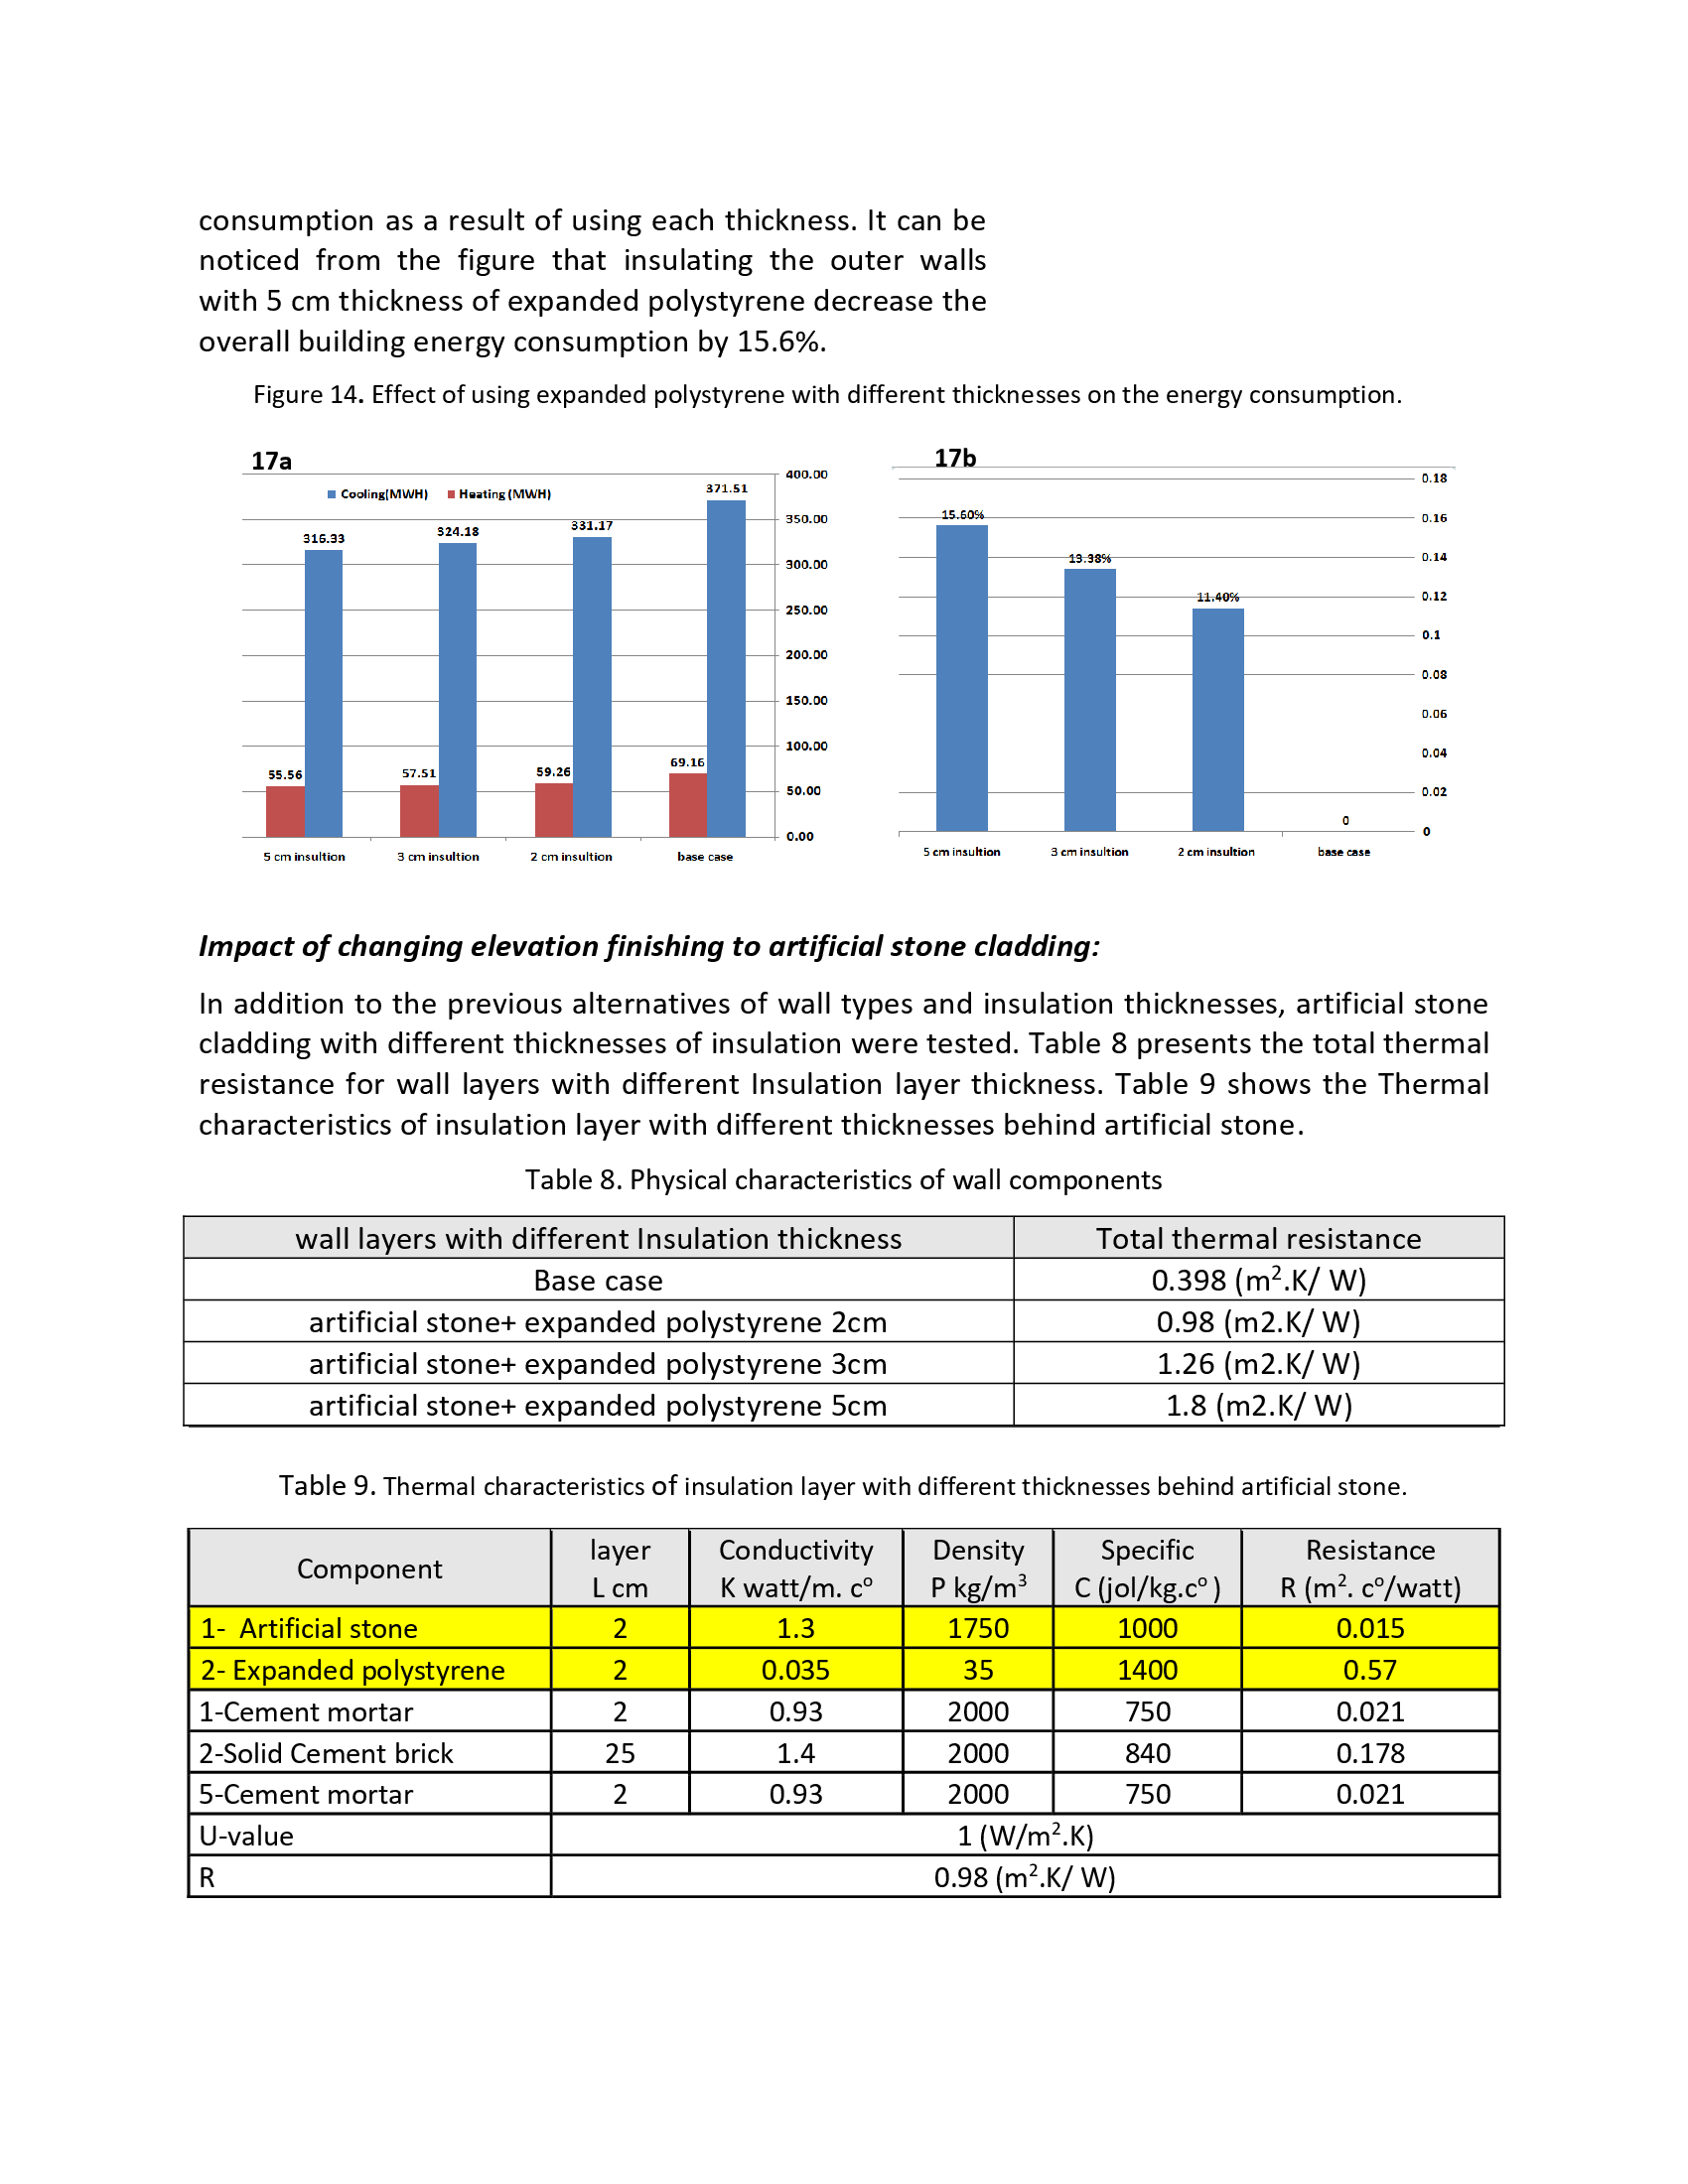 consumption as a result of using each thickness. It can be
noticed from the figure that insulating the outer walls
with 5 cm thickness of expanded polystyrene decrease the
overall building energy consumption by 15.6%.
Figure 14. Effect of using expanded polystyrene with different thicknesses on the energy consumption.
17a
Cooling(MWH) Heating (MWH)
400.00
350.00
300.00
250.00
200.00
150.00
100.00
50.00
0.00
316.33 324.18 331.17 371.51
55.56 57.51 59.26 69.16
5 cm insultion 3 cm insultion 2 cm insultion base case
17b
0.18
0.16
0.14
0.12
0.1
0.08
0.06
0.04
0.02
0
15.60% 13.38% 11.40% 0
5 cm insultion 3 cm insultion 2 cm insultion base case
Impact of changing elevation finishing to artificial stone cladding:
In addition to the previous alternatives of wall types and insulation thicknesses, artificial stone
cladding with different thicknesses of insulation were tested. Table 8 presents the total thermal
resistance for wall layers with different Insulation layer thickness. Table 9 shows the Thermal
characteristics of insulation layer with different thicknesses behind artificial stone.
Table 8. Physical characteristics of wall components
wall layers with different Insulation thickness Total thermal resistance
Base case 0.398 (m².K/ W)
artificial stone+ expanded polystyrene 2cm 0.98 (m2.K/ W)
artificial stone+ expanded polystyrene 3cm 1.26 (m2.K/ W)
artificial stone+ expanded polystyrene 5cm 1.8 (m2.K/ W)
Table 9. Thermal characteristics of insulation layer with different thicknesses behind artificial stone.
Component layer Conductivity Density Specific Resistance
L cm K watt/m. cº P kg/m³ C (jol/kg.cº ) R (m². cº/watt)
1- Artificial stone 2 1.3 1750 1000 0.015
2- Expanded polystyrene 2 0.035 35 1400 0.57
1-Cement mortar 2 0.93 2000 750 0.021
2-Solid Cement brick 25 1.4 2000 840 0.178
5-Cement mortar 2 0.93 2000 750 0.021
U-value 1 (W/m².K)
R 0.98 (m².K/ W)